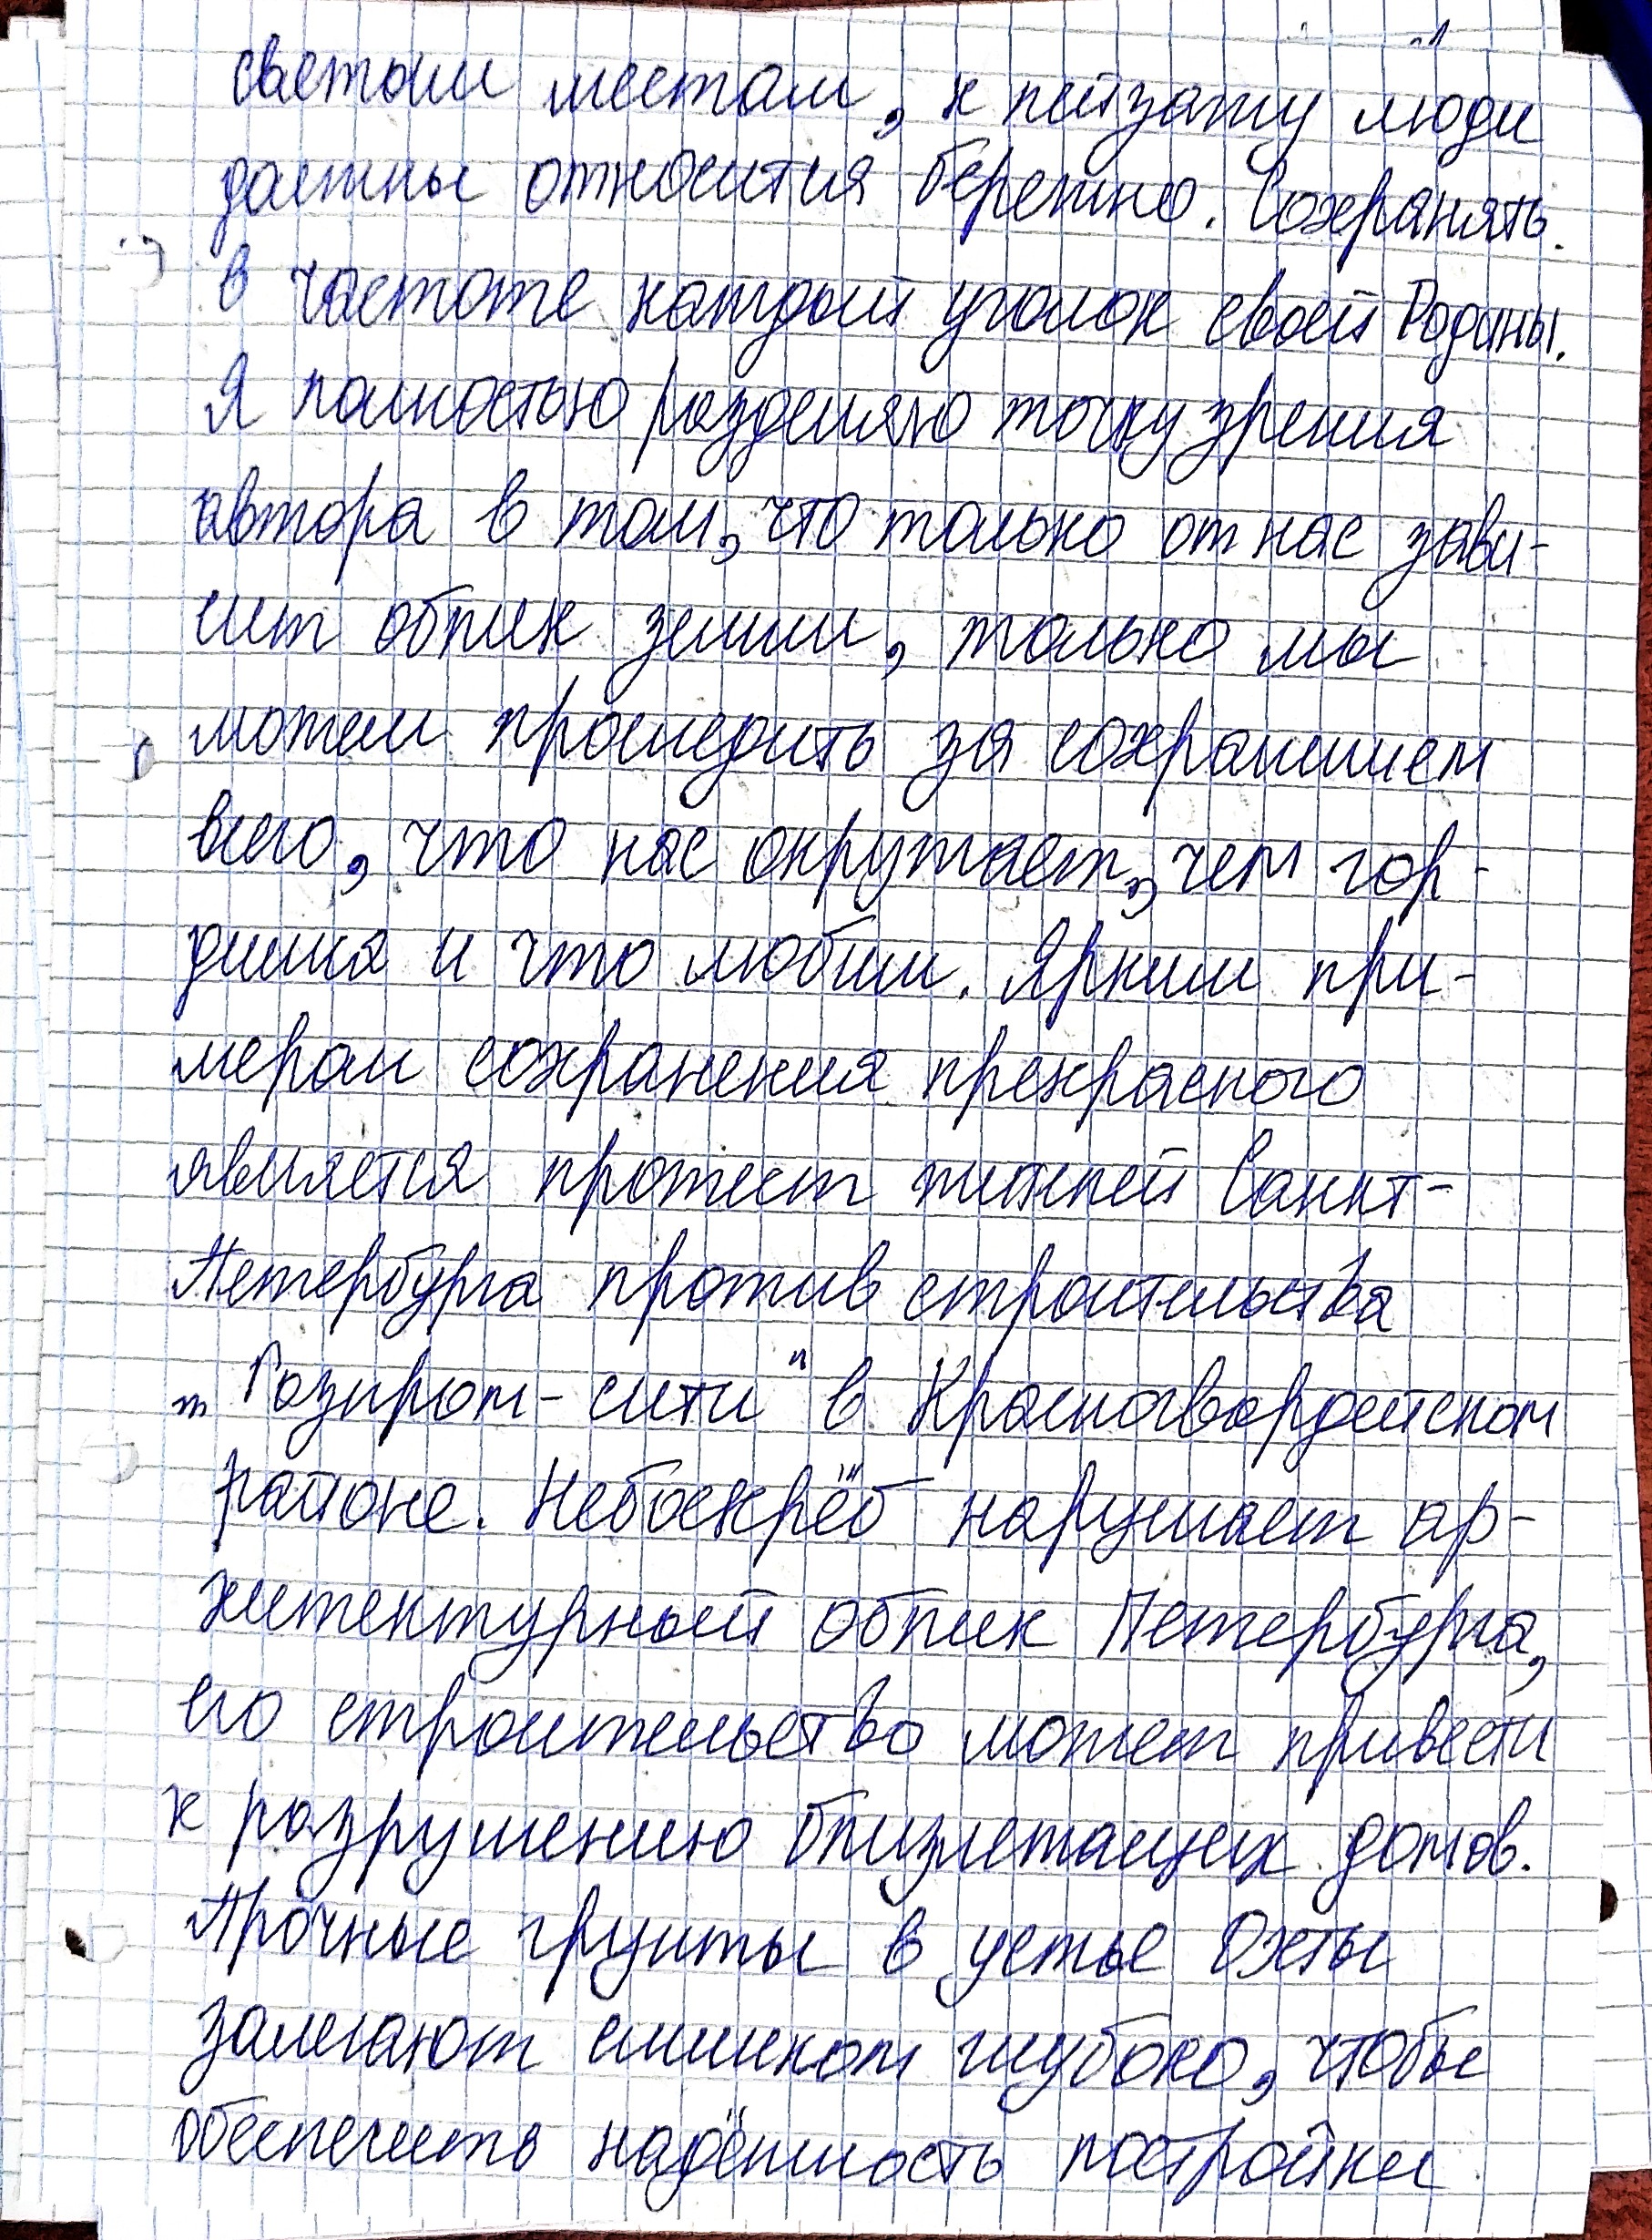 светом местам, к пейзажу люди
должны относится бережно. Сохранять
в чистоте каждый уголок своей Родины.
Я полностью разделяю точку зрения
автора в том, что только от нас зави-
сит облик земли, только мы
можем проследить за сохранением
всего, что нас окружает, чем гор-
димся и что любим. Ярким при-
мером сохранения прекрасного
является протест жителей Санкт-
Петербурга против строительства
„Газпром-сити" в Красногвардейском
районе. Небоскрёб нарушает ар-
хитектурный облик Петербурга,
его строительство может привести
к разрушению близлежащих домов.
Прочные грунты в устье Охты
залегают слишком глубоко, чтобы
обеспечить надёжность постройки